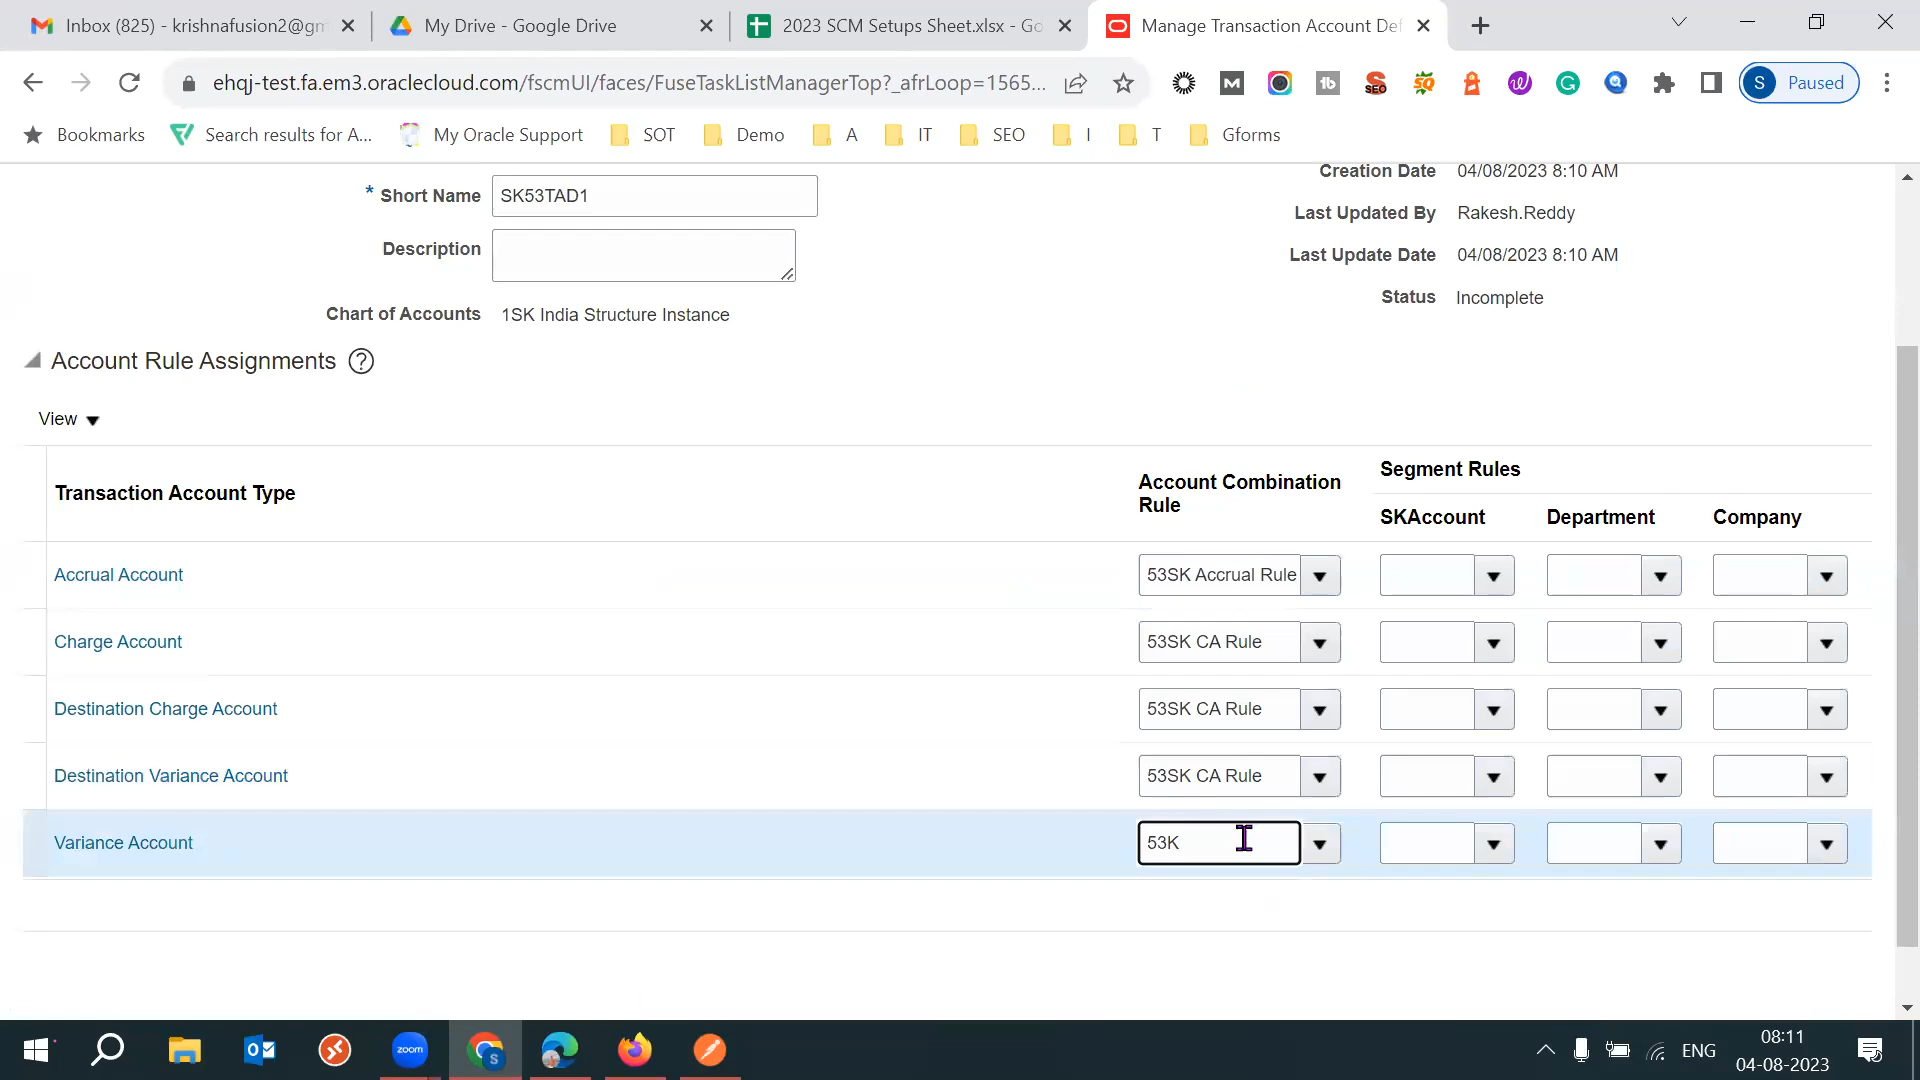 Inbox (825) - krishnafusion2@gm
My Drive - Google Drive
2023 SCM Setups Sheet.xlsx - Go
Manage Transaction Account Def
ehqj-test.fa.em3.oraclecloud.com/fscmUI/faces/FuseTaskListManagerTop?_afrLoop=1565...
M
tb
SEO
S
Paused
Bookmarks
Search results for A...
My Oracle Support
SOT
Demo
A
IT
SEO
I
T
Gforms
* Short Name SK53TAD1
Description
Chart of Accounts 1SK India Structure Instance
Creation Date 04/08/2023 8:10 AM
Last Updated By Rakesh.Reddy
Last Update Date 04/08/2023 8:10 AM
Status Incomplete
Account Rule Assignments ?
View
Transaction Account Type
Account Combination
Rule
Segment Rules
SKAccount Department Company
Accrual Account 53SK Accrual Rule
Charge Account 53SK CA Rule
Destination Charge Account 53SK CA Rule
Destination Variance Account 53SK CA Rule
Variance Account 53K
zoom
S
ENG
08:11
04-08-2023